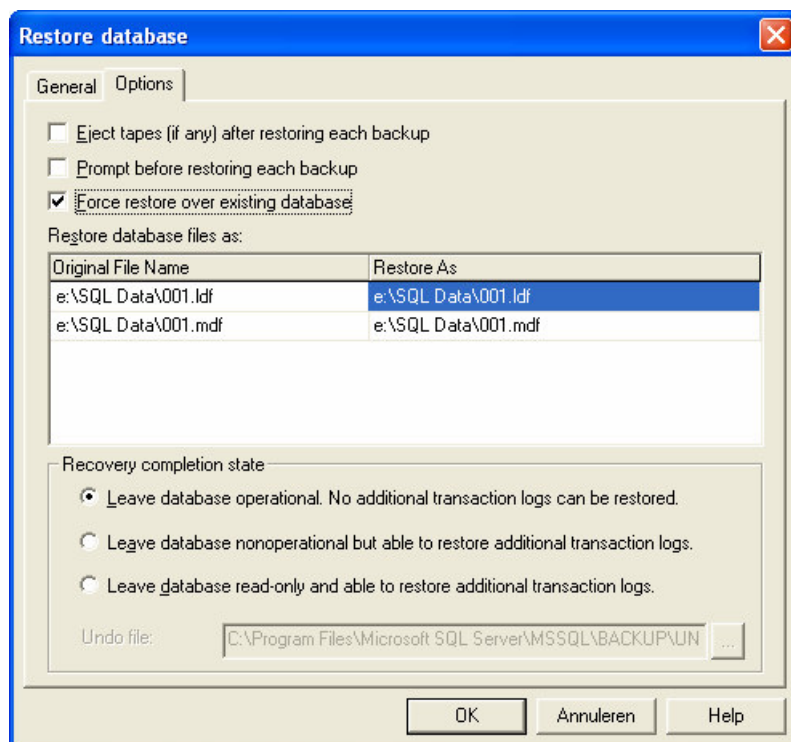 Restore database
General Options
Eject tapes (if any) after restoring each backup
Prompt before restoring each backup
Force restore over existing database
Restore database files as:
Original File Name Restore As
e:\SQL Data\001.ldf e:\SQL Data\001.ldf
e:\SQL Data\001.mdf e:\SQL Data\001.mdf
Recovery completion state
Leave database operational. No additional transaction logs can be restored.
Leave database nonoperational but able to restore additional transaction logs.
Leave database read-only and able to restore additional transaction logs.
Undo file: C:\Program Files\Microsoft SQL Server\MSSQL\BACKUP\UN ...
OK Annuleren Help